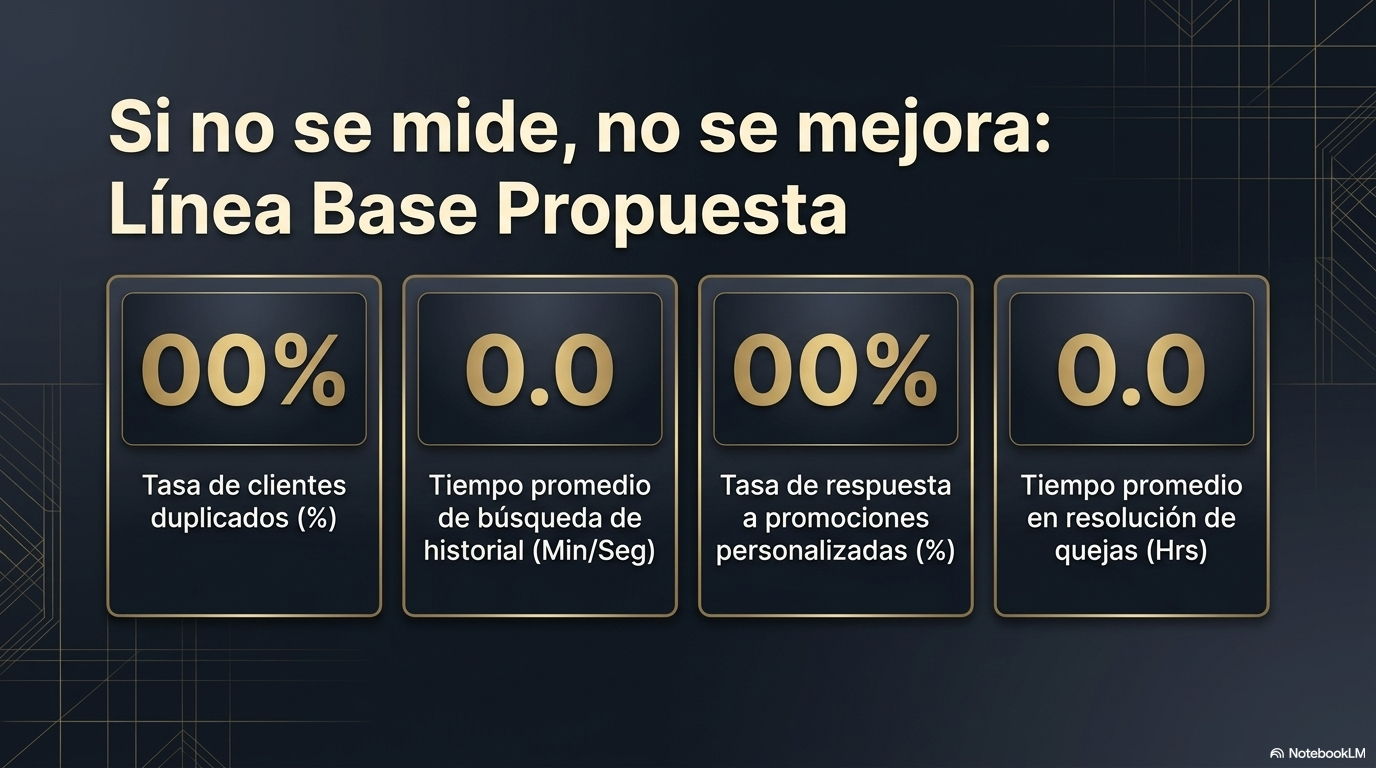 Si no se mide, no se mejora:
Línea Base Propuesta
00%
Tasa de clientes
duplicados (%)
0.0
Tiempo promedio
de búsqueda de
historial (Min/Seg)
00%
Tasa de respuesta
a promociones
personalizadas (%)
0.0
Tiempo promedio
en resolución de
quejas (Hrs)
NotebookLM